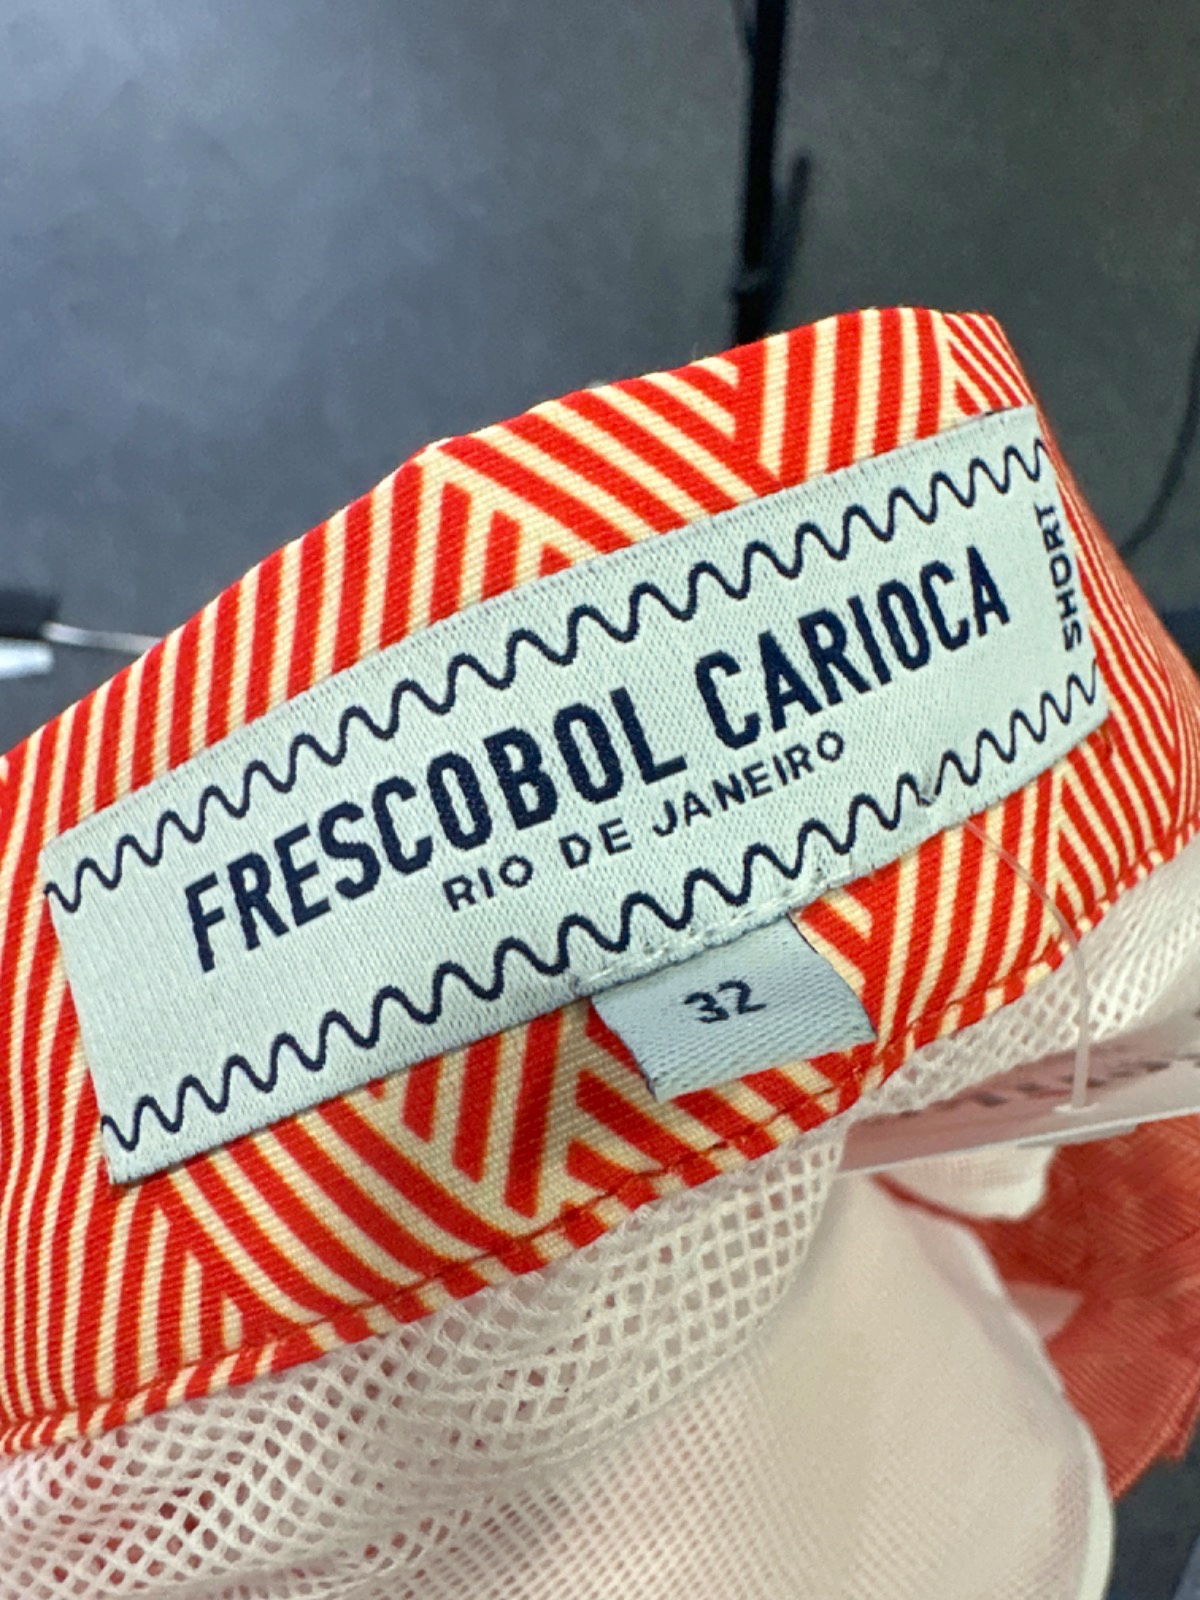 FRESCOBOL CARIOCA
RIO DE JANEIRO
SHORT
32